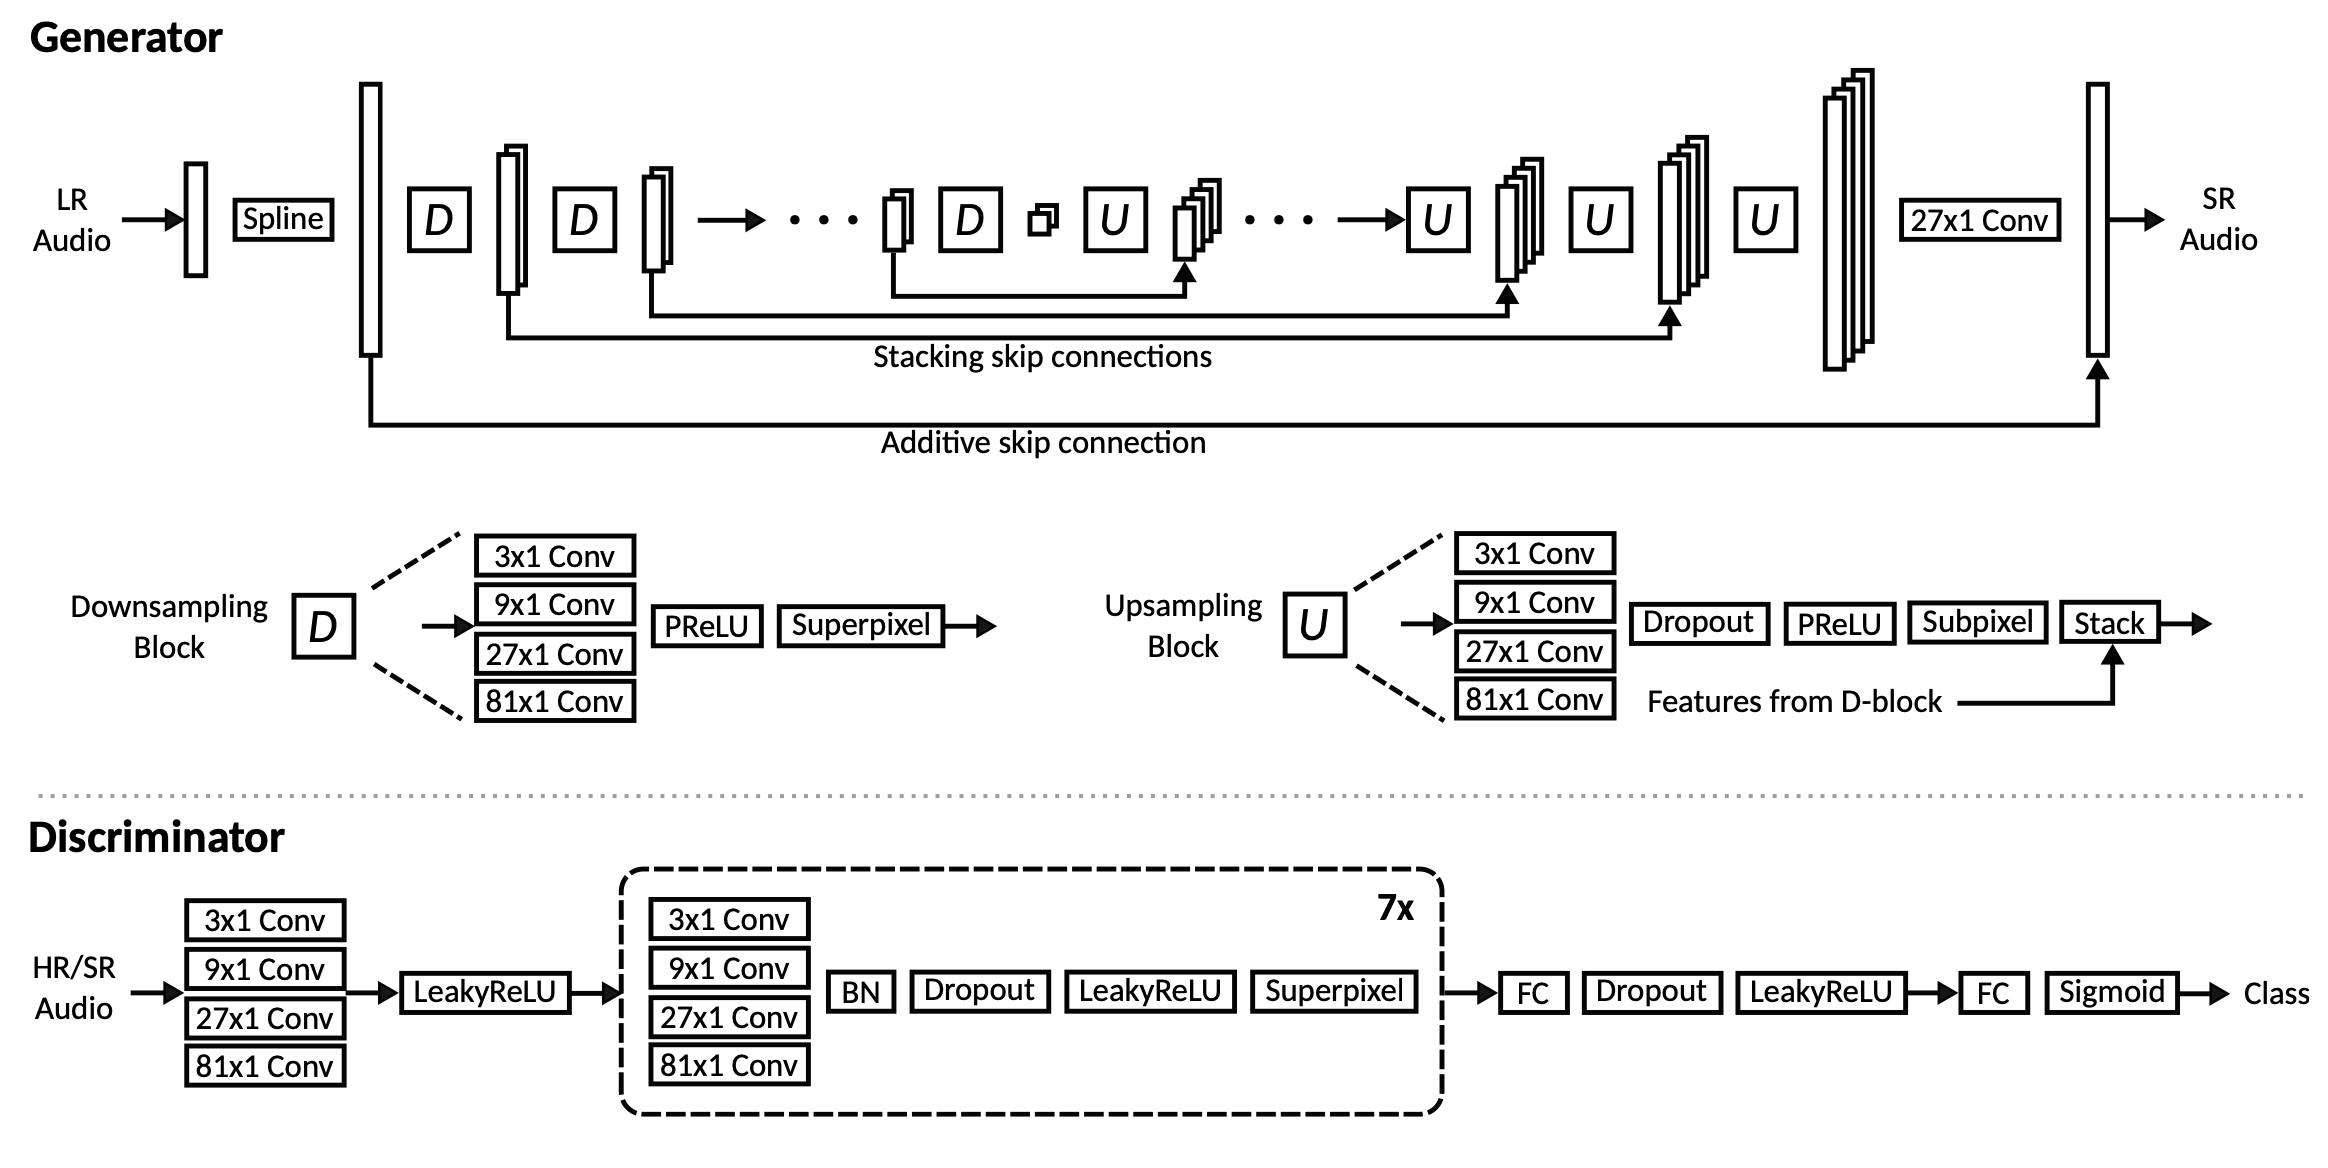 Generator
LR
Audio
Spline
D
D
D
U
U
U
U
27x1 Conv
SR
Audio
Stacking skip connections
Additive skip connection
Downsampling
Block
D
3x1 Conv
9x1 Conv
27x1 Conv
81x1 Conv
PReLU
Superpixel
Upsampling
Block
U
3x1 Conv
9x1 Conv
27x1 Conv
81x1 Conv
Dropout
PReLU
Subpixel
Stack
Features from D-block
Discriminator
HR/SR
Audio
3x1 Conv
9x1 Conv
27x1 Conv
81x1 Conv
LeakyReLU
7x
3x1 Conv
9x1 Conv
27x1 Conv
81x1 Conv
BN
Dropout
LeakyReLU
Superpixel
FC
Dropout
LeakyReLU
FC
Sigmoid
Class